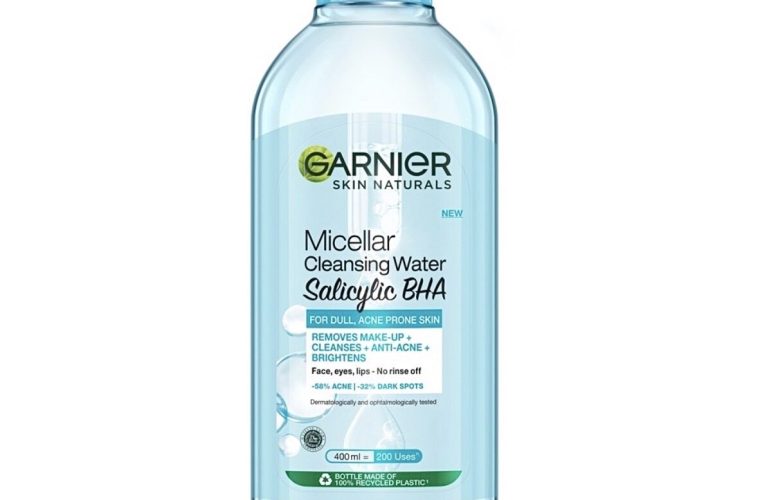 GARNIER
SKIN NATURALS
NEW
Micellar
Cleansing Water
Salicylic BHA
FOR DULL, ACNE PRONE SKIN
REMOVES MAKE-UP +
CLEANSES + ANTI-ACNE +
BRIGHTENS
Face, eyes, lips - No rinse off
-58% ACNE | -32% DARK SPOTS
Dermatologically and ophtalmologically tested
400ml = 200 Uses*
BOTTLE MADE OF
100% RECYCLED PLASTIC¹